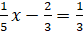 1/5 x − 2/3 = 1/3